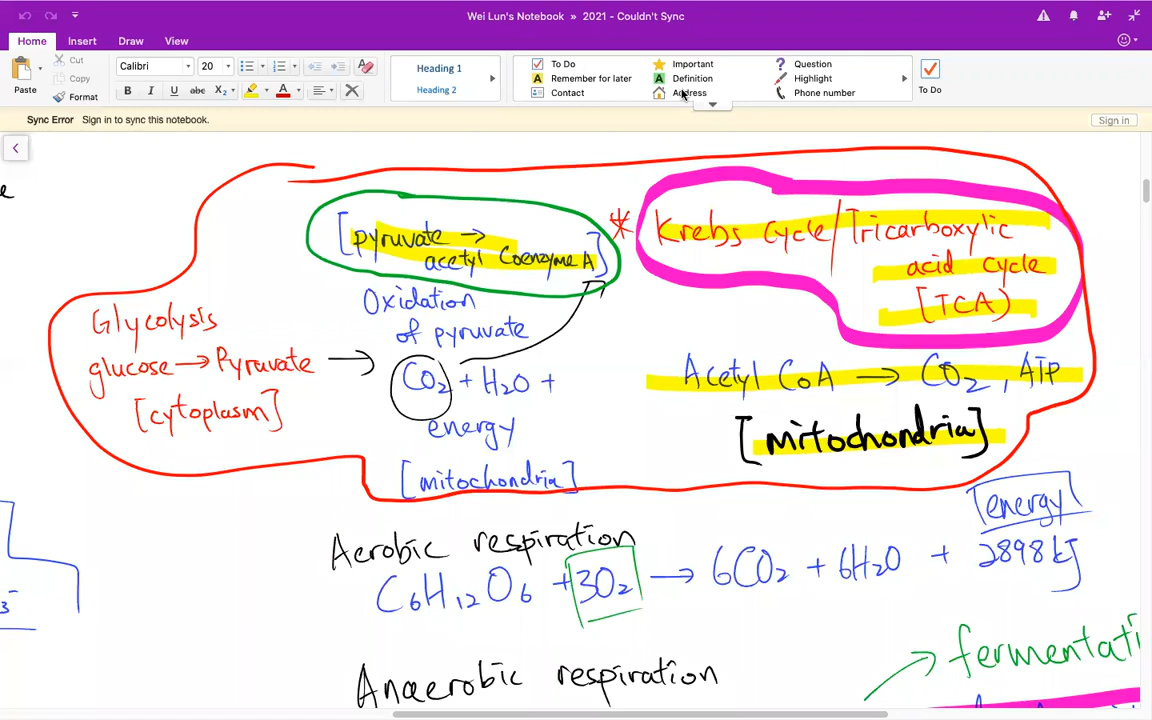 Wei Lun's Notebook » 2021 - Couldn't Sync
Home Insert Draw View
Paste
Cut
Copy
Format
Calibri 20
B I U abc X₂ A
Heading 1
Heading 2
To Do
Remember for later
Contact
Important
Definition
Address
Question
Highlight
Phone number
To Do
Sync Error Sign in to sync this notebook. Sign in
e
[pyruvate →
acetyl Coenzyme A]
* Krebs Cycle/Tricarboxylic
acid cycle
[TCA)
Glycolysis
glucose → Pyruvate →
[cytoplasm]
Oxidation
of pyruvate
CO₂ + H₂O +
energy
[mitochondria]
Acetyl CoA → CO₂, ATP
[mitochondria]
Aerobic respiration
energy
C₆H₁₂O₆ + 3O₂ → 6CO₂ + 6H₂O + 2898kJ
Anaerobic respiration
fermentati